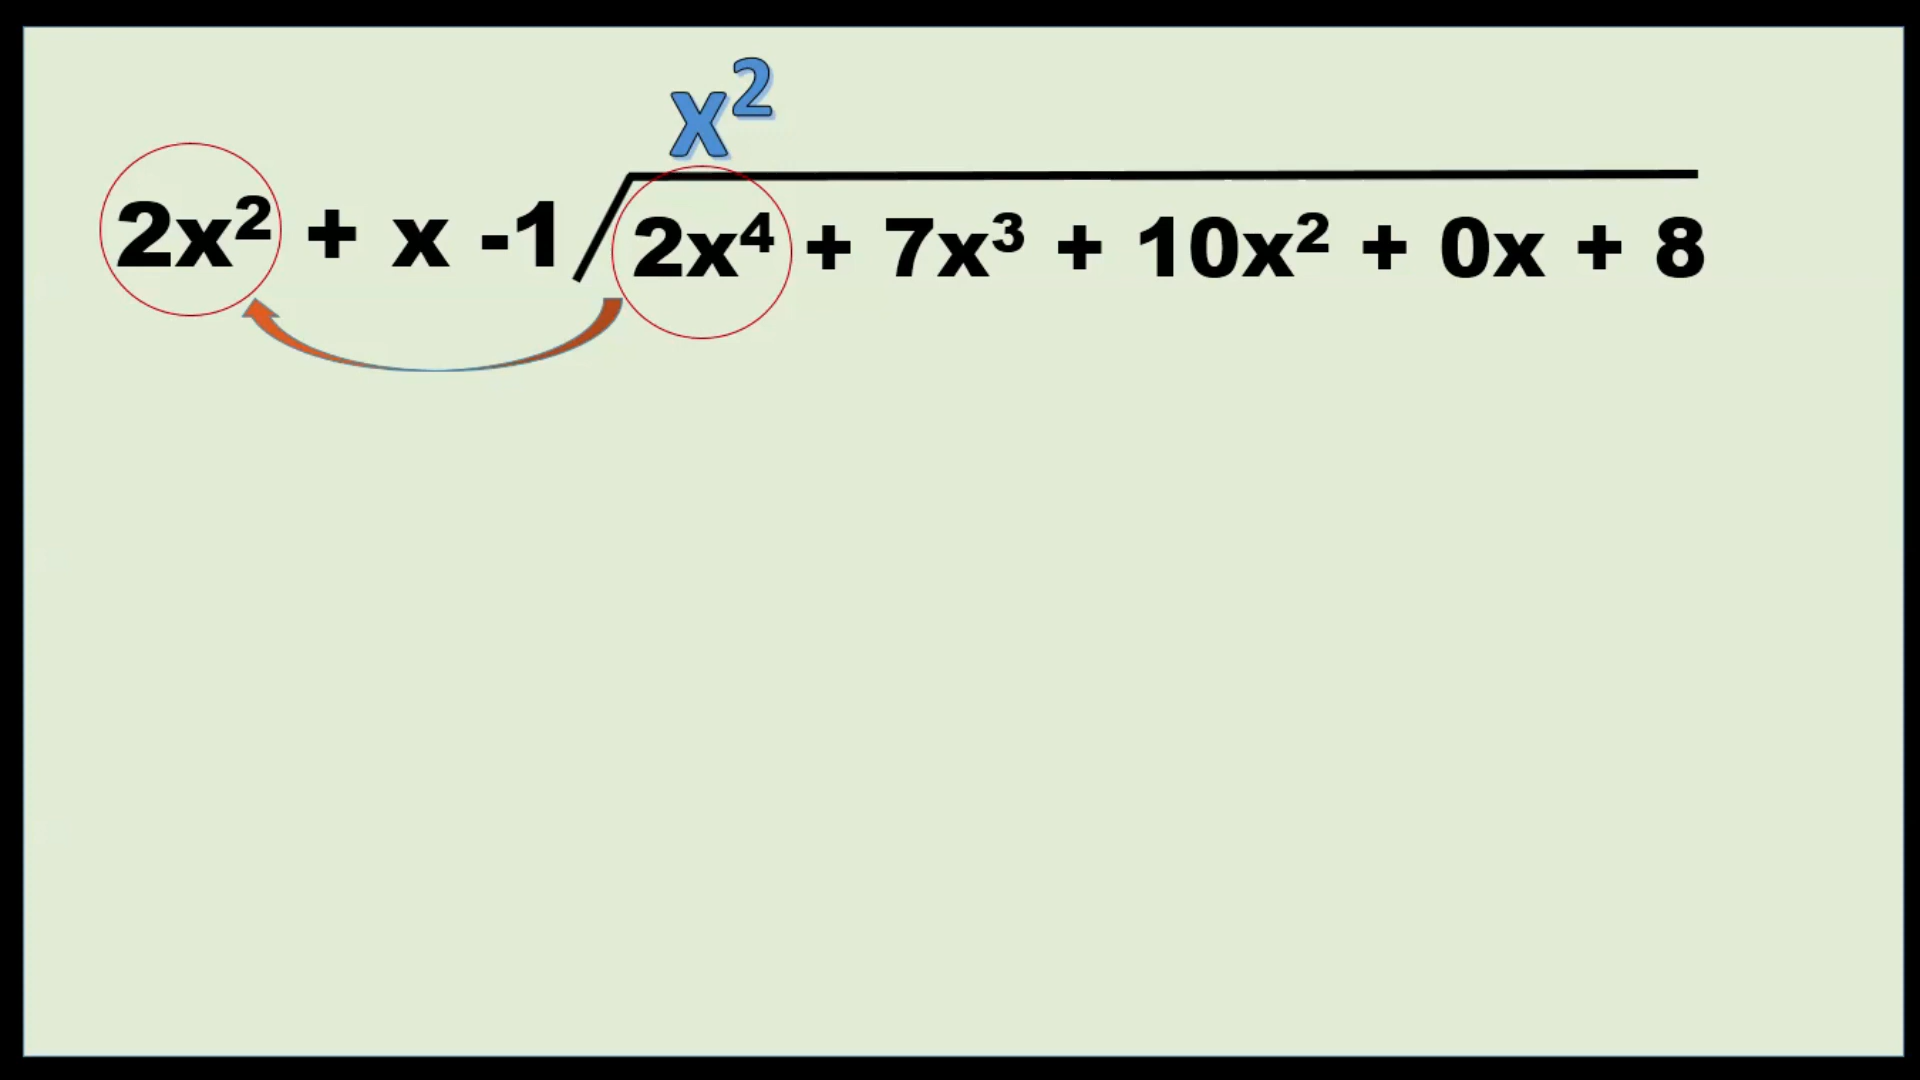 x²
2x² + x -1 2x⁴ + 7x³ + 10x² + 0x + 8